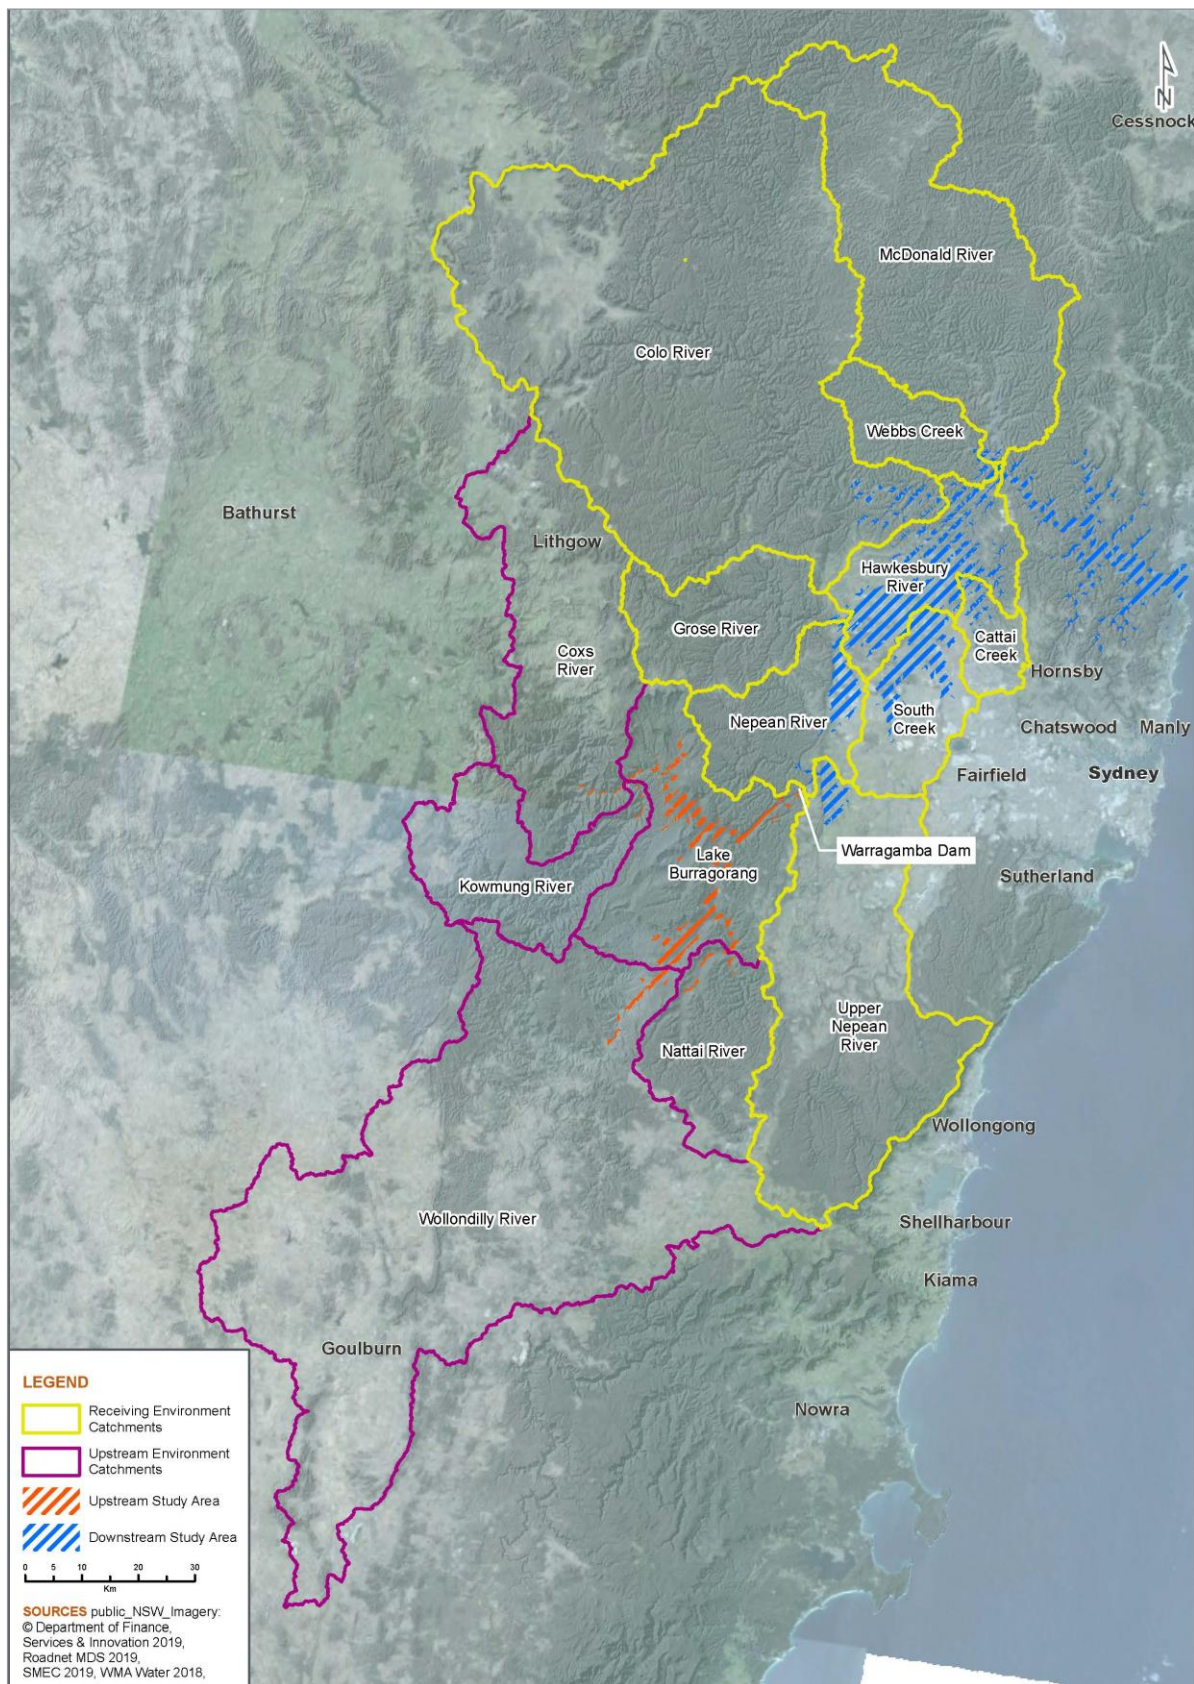 N
Cessnock
McDonald River
Colo River
Webbs Creek
Bathurst
Lithgow
Hawkesbury
River
Grose River
Cattai
Creek
Coxs
River
Hornsby
South
Creek
Nepean River
Chatswood
Manly
Fairfield
Sydney
Warragamba Dam
Lake
Burragorang
Sutherland
Kowmung River
Upper
Nepean
River
Nattai River
Wollongong
Wollondilly River
Shellharbour
Kiama
Goulburn
Nowra
LEGEND
Receiving Environment
Catchments
Upstream Environment
Catchments
Upstream Study Area
Downstream Study Area
0 5 10 20 30
Km
SOURCES public_NSW_Imagery:
© Department of Finance,
Services & Innovation 2019,
Roadnet MDS 2019,
SMEC 2019, WMA Water 2018,